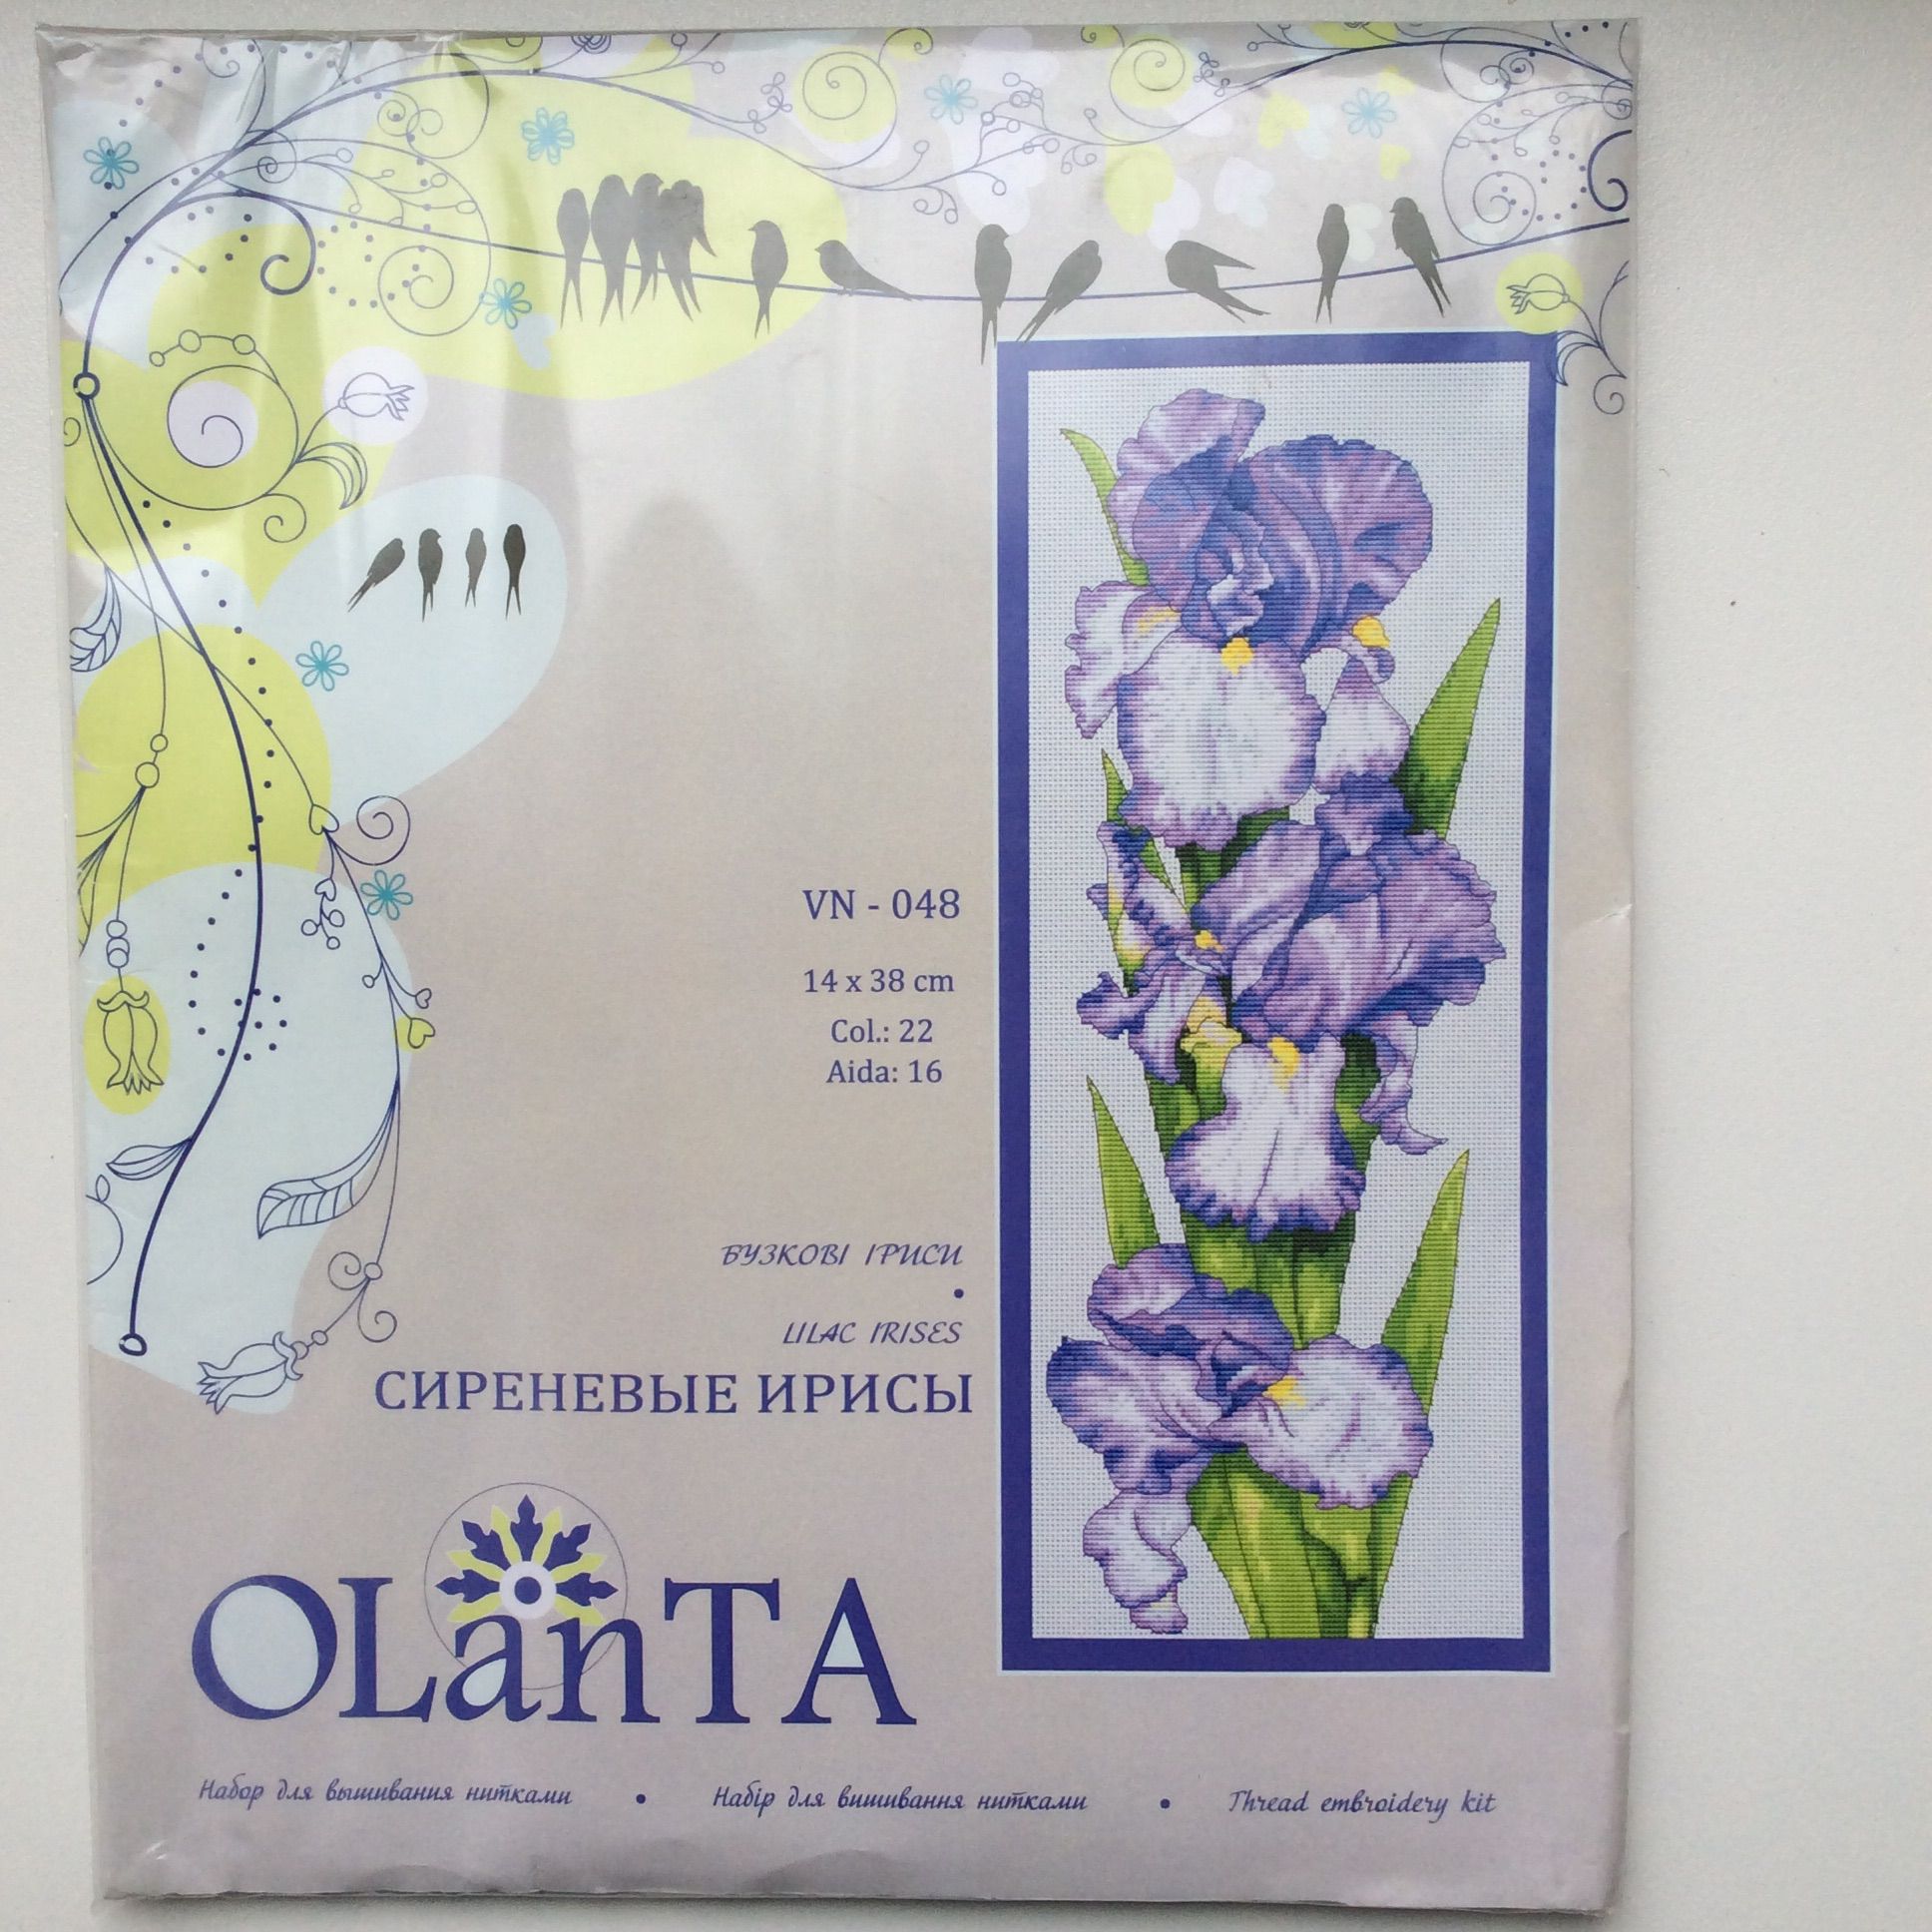 VN - 048
14 x 38 cm
Col.: 22
Aida: 16
БУЗКОВІ ІРИСИ
•
LILAC IRISES
СИРЕНЕВЫЕ ИРИСЫ
OLanTA
Набор для вышивания нитками • Набір для вишивання нитками • Thread embroidery kit